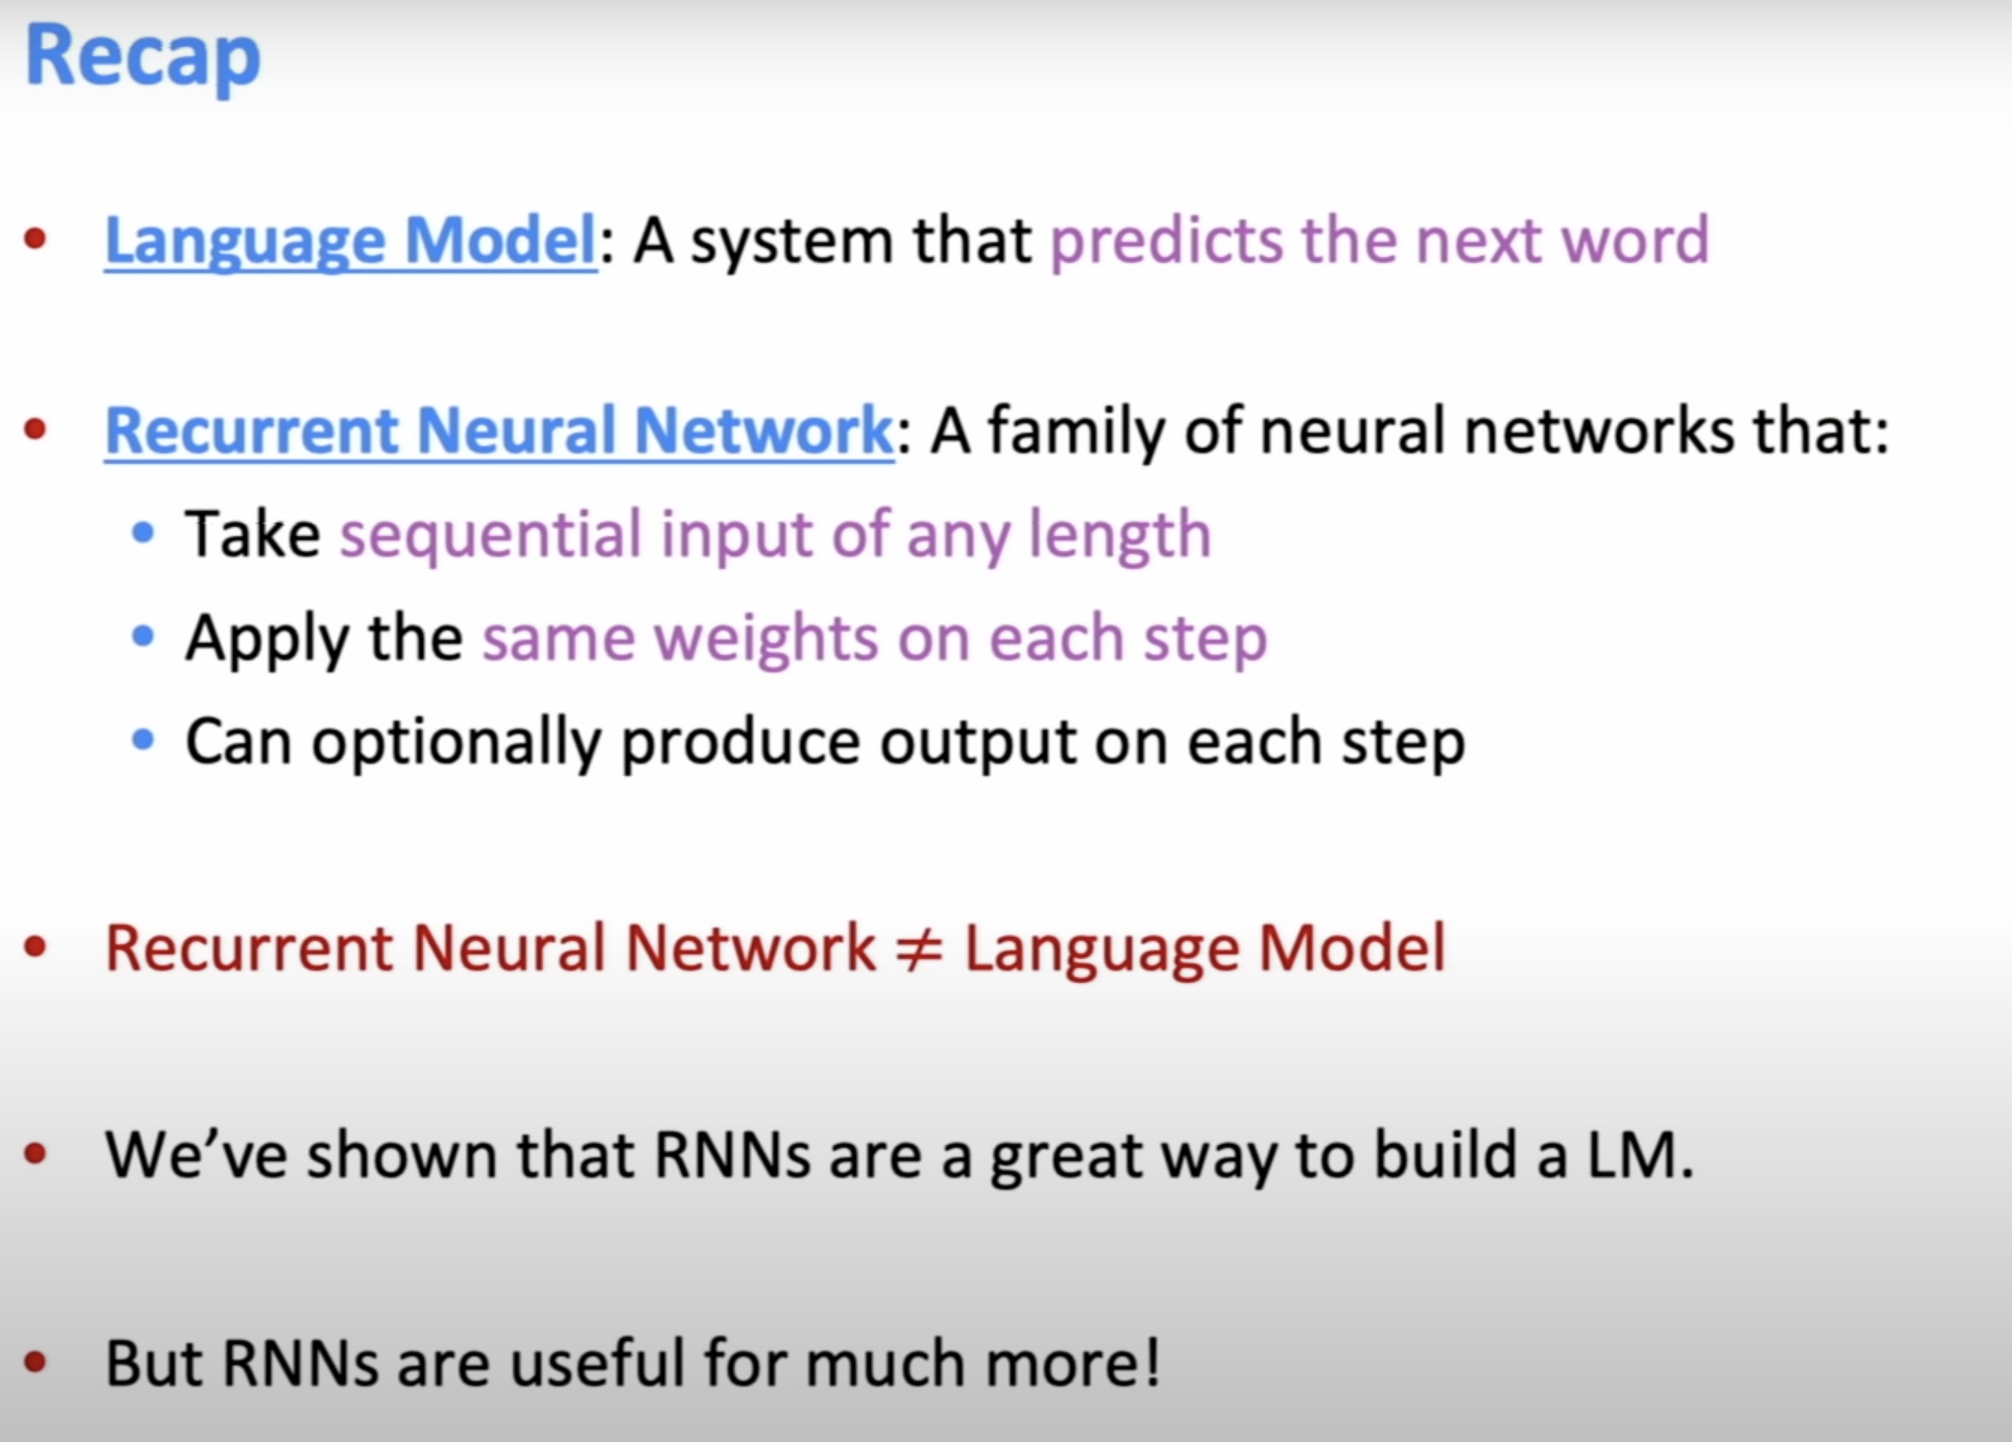 Recap
• Language Model: A system that predicts the next word
• Recurrent Neural Network: A family of neural networks that:
• Take sequential input of any length
• Apply the same weights on each step
• Can optionally produce output on each step
• Recurrent Neural Network ≠ Language Model
• We’ve shown that RNNs are a great way to build a LM.
• But RNNs are useful for much more!